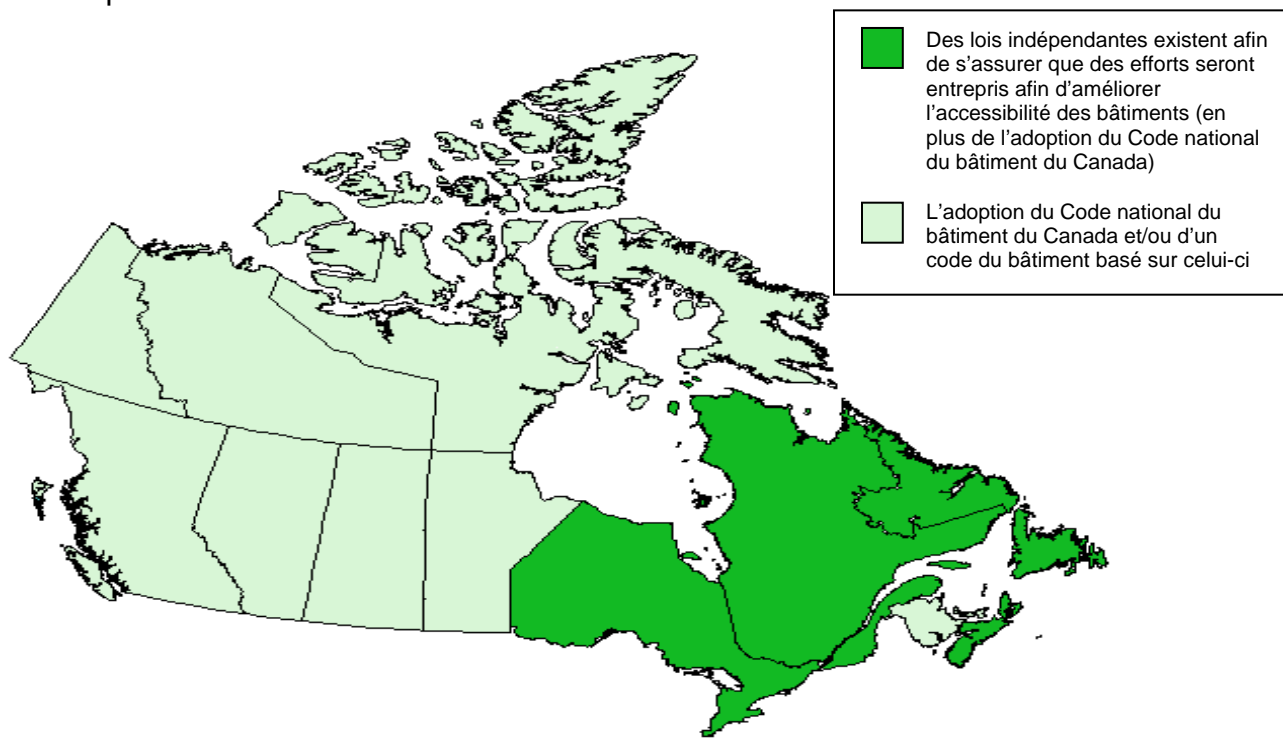 Des lois indépendantes existent afin
de s’assurer que des efforts seront
entrepris afin d’améliorer
l’accessibilité des bâtiments (en
plus de l’adoption du Code national
du bâtiment du Canada)
L’adoption du Code national du
bâtiment du Canada et/ou d’un
code du bâtiment basé sur celui-ci